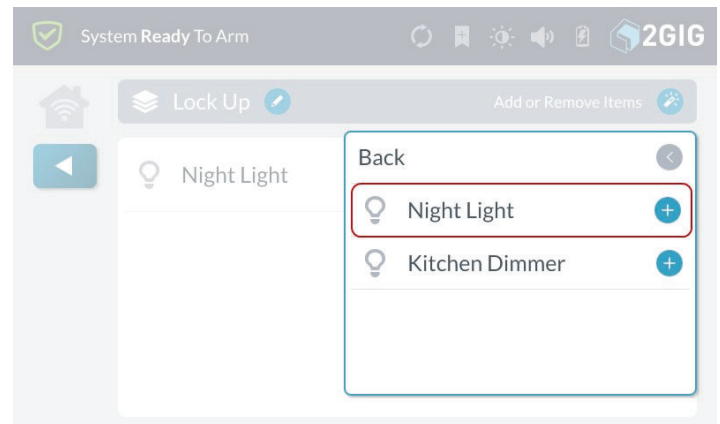 System Ready To Arm
2GIG
Lock Up
Add or Remove Items
Night Light
Back
Night Light
Kitchen Dimmer